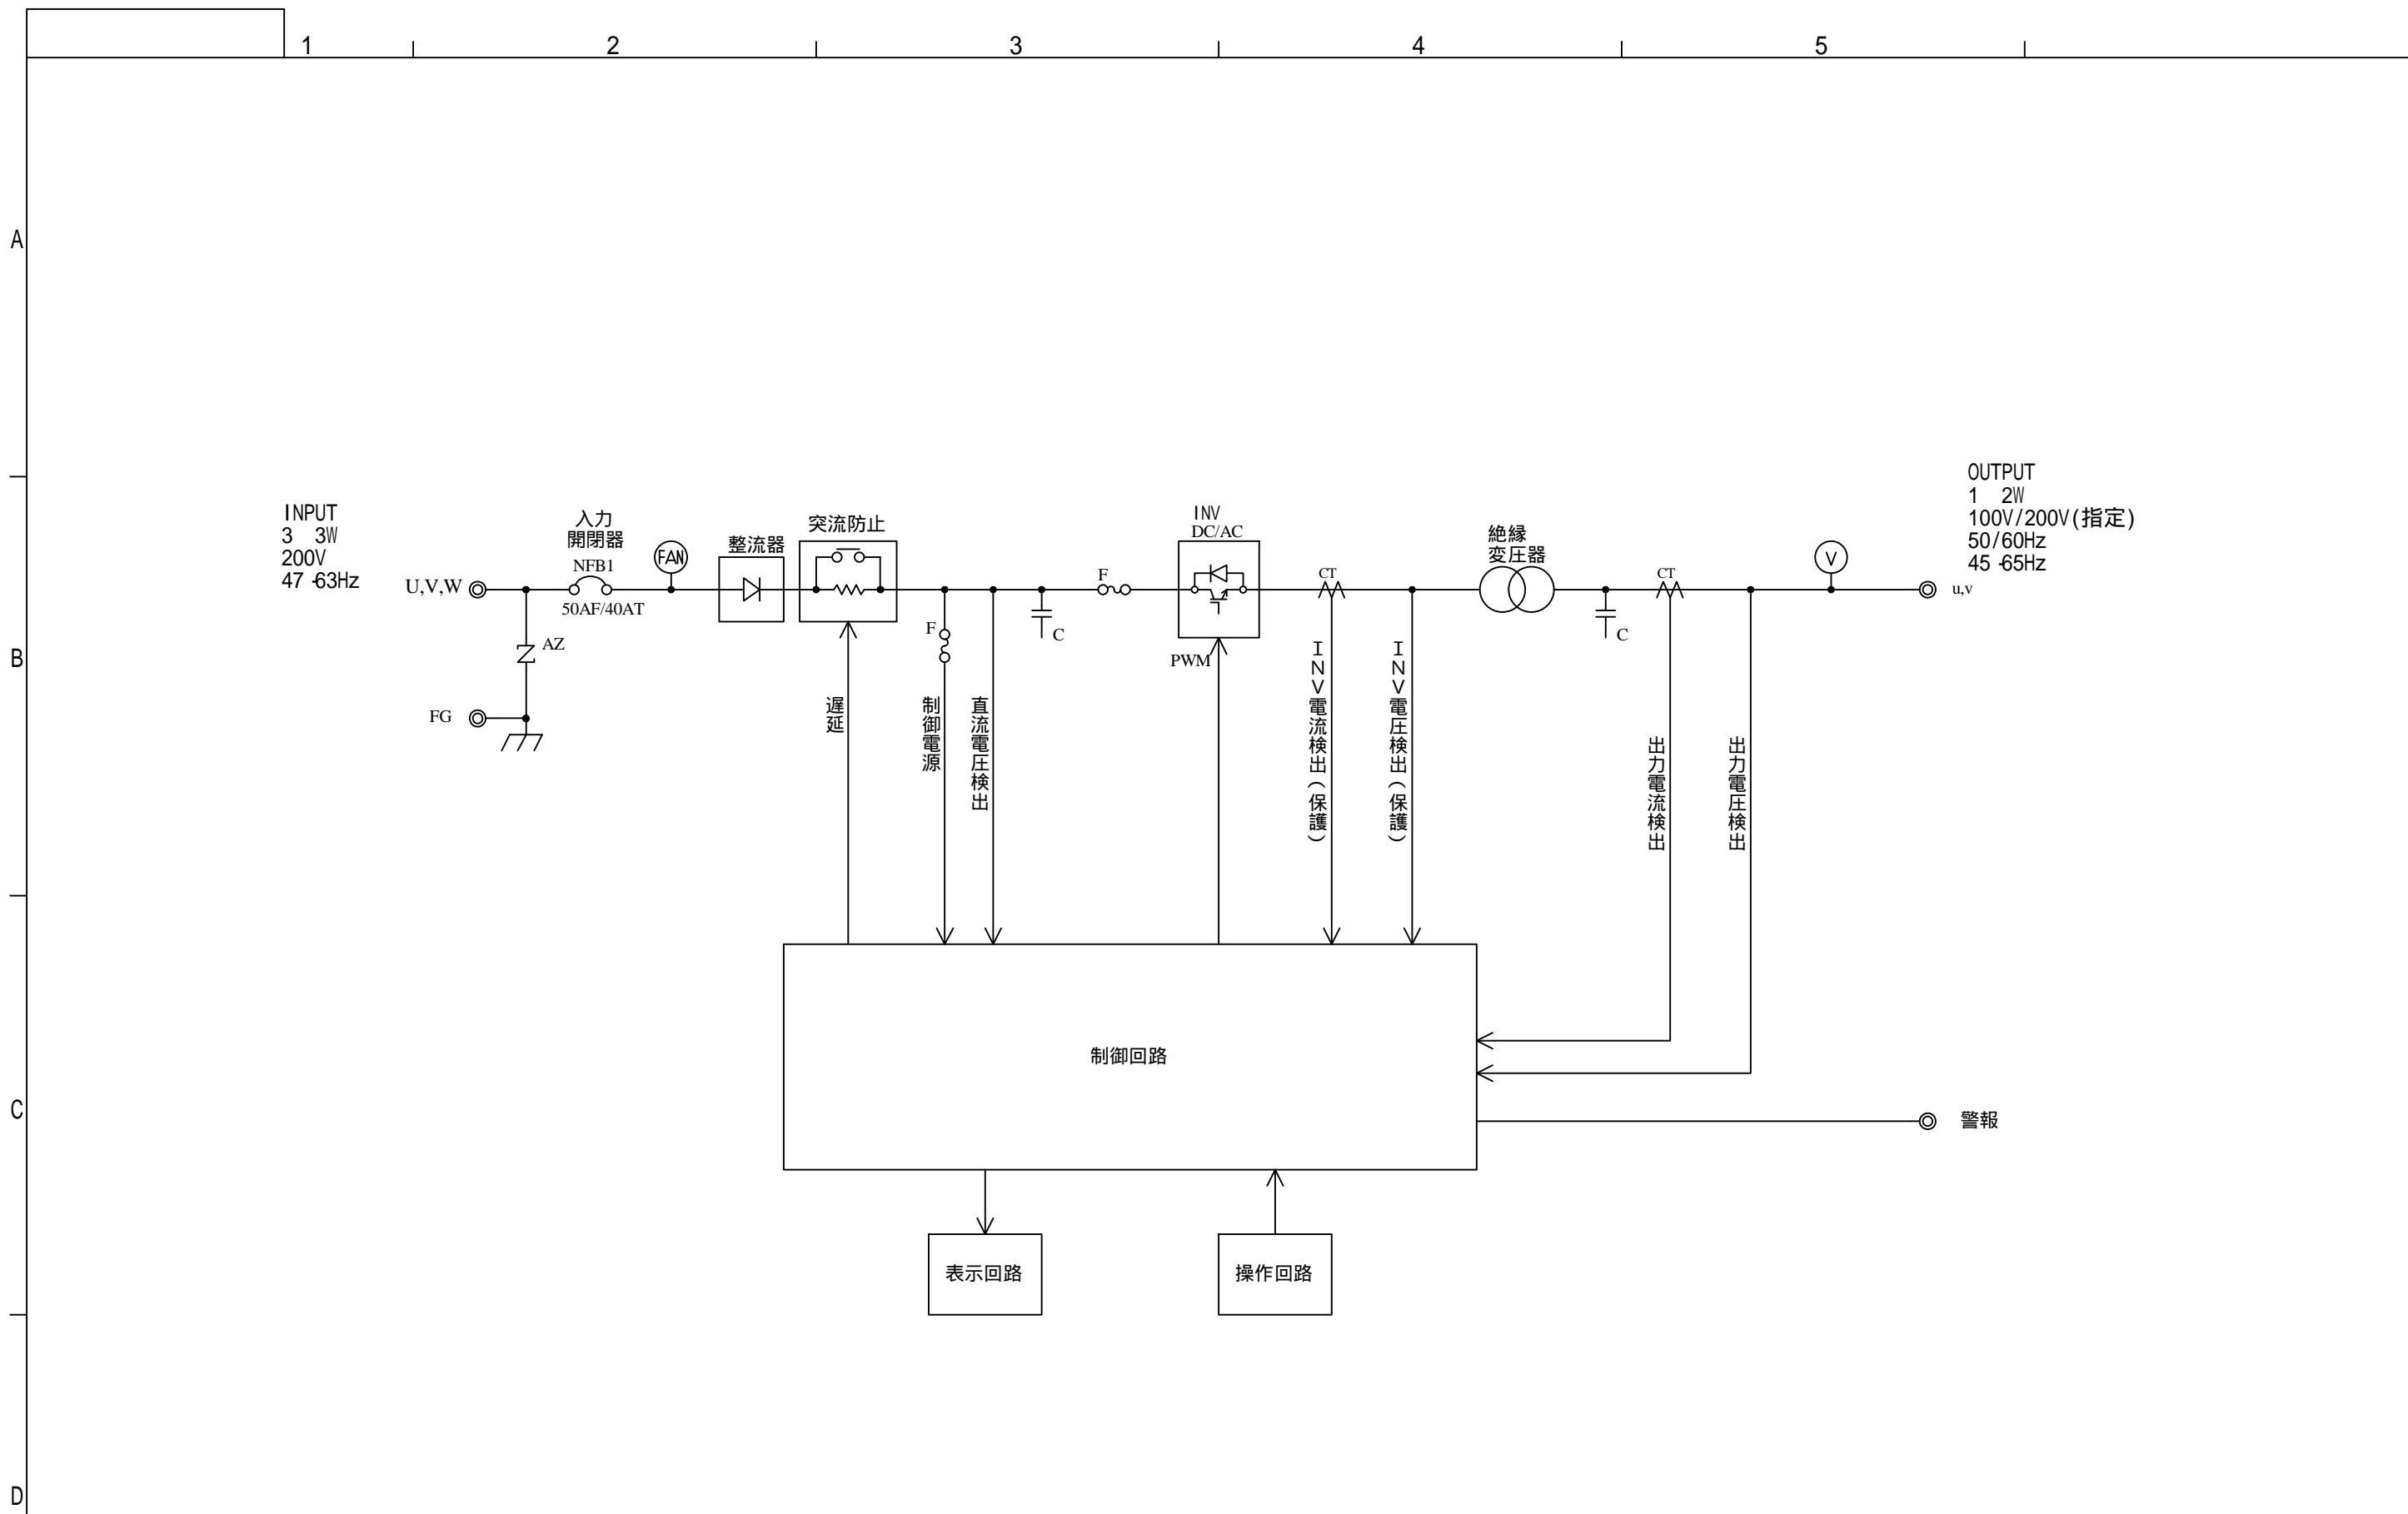 1
2
3
4
5
A
B
C
D
INPUT
3 3W
200V
47-63Hz
U,V,W
FG
AZ
入力
開閉器
NFB1
50AF/40AT
FAN
整流器
突流防止
遅延
F
制御電源
直流電圧検出
C
F
INV
DC/AC
PWM
CT
INV電流検出(保護)
INV電圧検出(保護)
絶縁
変圧器
C
CT
出力電流検出
出力電圧検出
V
OUTPUT
1 2W
100V/200V(指定)
50/60Hz
45-65Hz
u,v
制御回路
警報
表示回路
操作回路